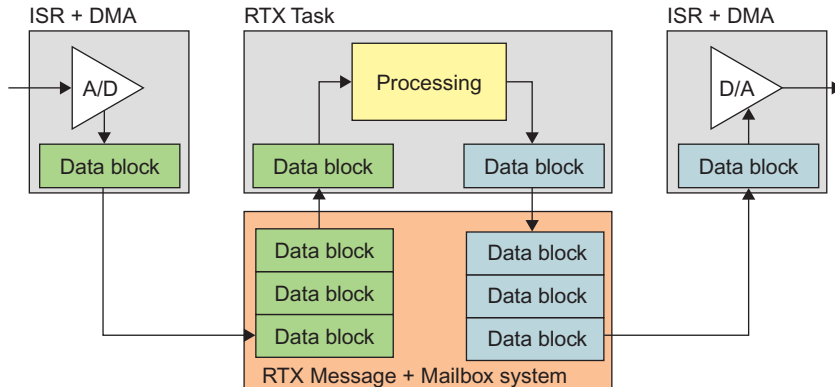 ISR + DMA
RTX Task
ISR + DMA
A/D
Processing
D/A
Data block
Data block
Data block
Data block
Data block
Data block
Data block
Data block
Data block
Data block
RTX Message + Mailbox system